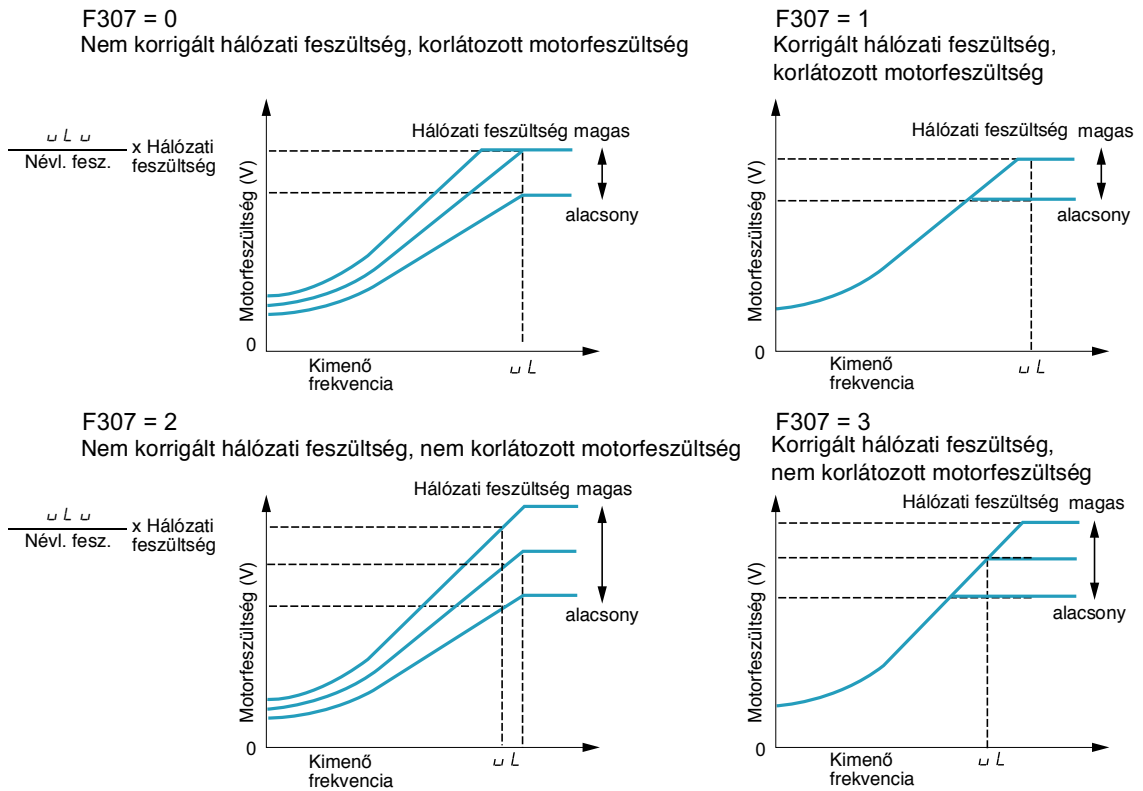 F307 = 0
Nem korrigált hálózati feszültség, korlátozott motorfeszültség
uLu
Névl. fesz.
x Hálózati
feszültség
Motorfeszültség (V)
Hálózati feszültség magas
alacsony
0
Kimenő
frekvencia
uL
F307 = 1
Korrigált hálózati feszültség,
korlátozott motorfeszültség
Motorfeszültség (V)
Hálózati feszültség magas
alacsony
0
Kimenő
frekvencia
uL
F307 = 2
Nem korrigált hálózati feszültség, nem korlátozott motorfeszültség
uLu
Névl. fesz.
x Hálózati
feszültség
Motorfeszültség (V)
Hálózati feszültség magas
alacsony
0
Kimenő
frekvencia
uL
F307 = 3
Korrigált hálózati feszültség,
nem korlátozott motorfeszültség
Motorfeszültség (V)
Hálózati feszültség magas
alacsony
0
Kimenő
frekvencia
uL